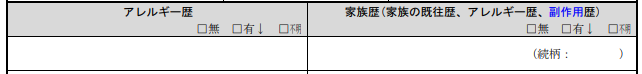 アレルギー歴
□無 □有↓ □不明
家族歴（家族の既往歴、アレルギー歴、副作用歴）
□無 □有↓ □不明
（続柄： ）